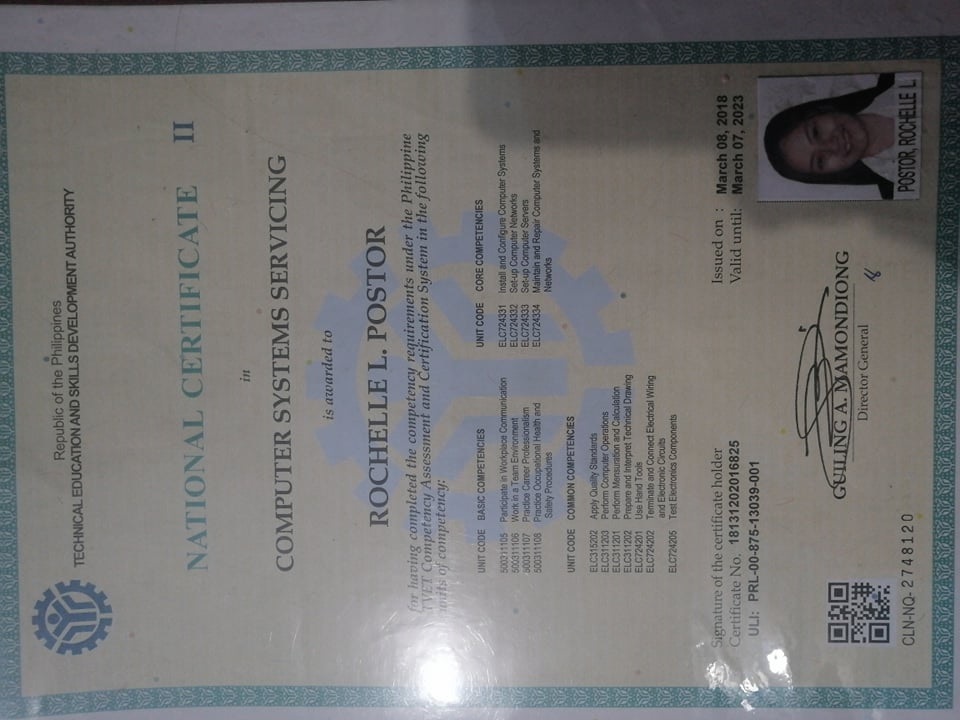 Republic of the Philippines
TECHNICAL EDUCATION AND SKILLS DEVELOPMENT AUTHORITY
NATIONAL CERTIFICATE II
in
COMPUTER SYSTEMS SERVICING
is awarded to
ROCHELLE L. POSTOR
for having completed the competency requirements under the Philippine
TVET Competency Assessment and Certification System in the following
units of competency:
UNIT CODE BASIC COMPETENCIES
500311105 Participate in Workplace Communication
500311106 Work in a Team Environment
500311107 Practice Career Professionalism
500311108 Practice Occupational Health and
Safety Procedures
UNIT CODE COMMON COMPETENCIES
ELC315202 Apply Quality Standards
ELC311203 Perform Computer Operations
ELC311201 Perform Mensuration and Calculation
ELC311202 Prepare and Interpret Technical Drawing
ELC724201 Use Hand Tools
ELC724202 Terminate and Connect Electrical Wiring
and Electronic Circuits
ELC724205 Test Electronics Components
UNIT CODE CORE COMPETENCIES
ELC724331 Install and Configure Computer Systems
ELC724332 Set-up Computer Networks
ELC724333 Set-up Computer Servers
ELC724334 Maintain and Repair Computer Systems and
Networks
Signature of the certificate holder
Certificate No. 18131202016825
ULI: PRL-00-875-13039-001
Issued on : March 08, 2018
Valid until: March 07, 2023
GUILING A. MAMONDIONG
Director General
CLN-NQ- 2748120
POSTOR, ROCHELLE L.